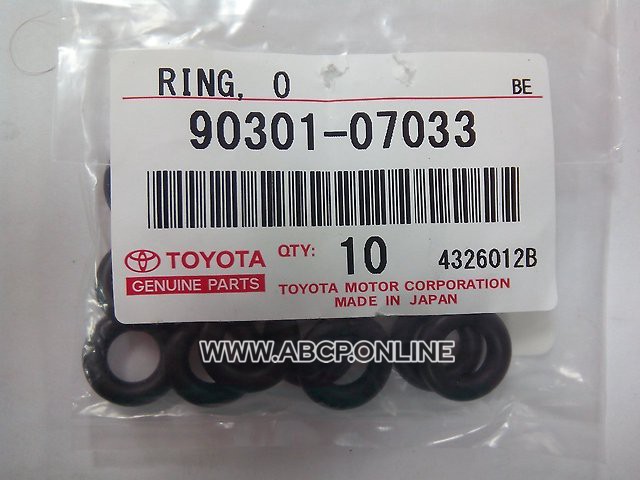 RING, O
BE
90301-07033
TOYOTA
GENUINE PARTS
QTY: 10
4326012B
TOYOTA MOTOR CORPORATION
MADE IN JAPAN
WWW.ABCP.ONLINE